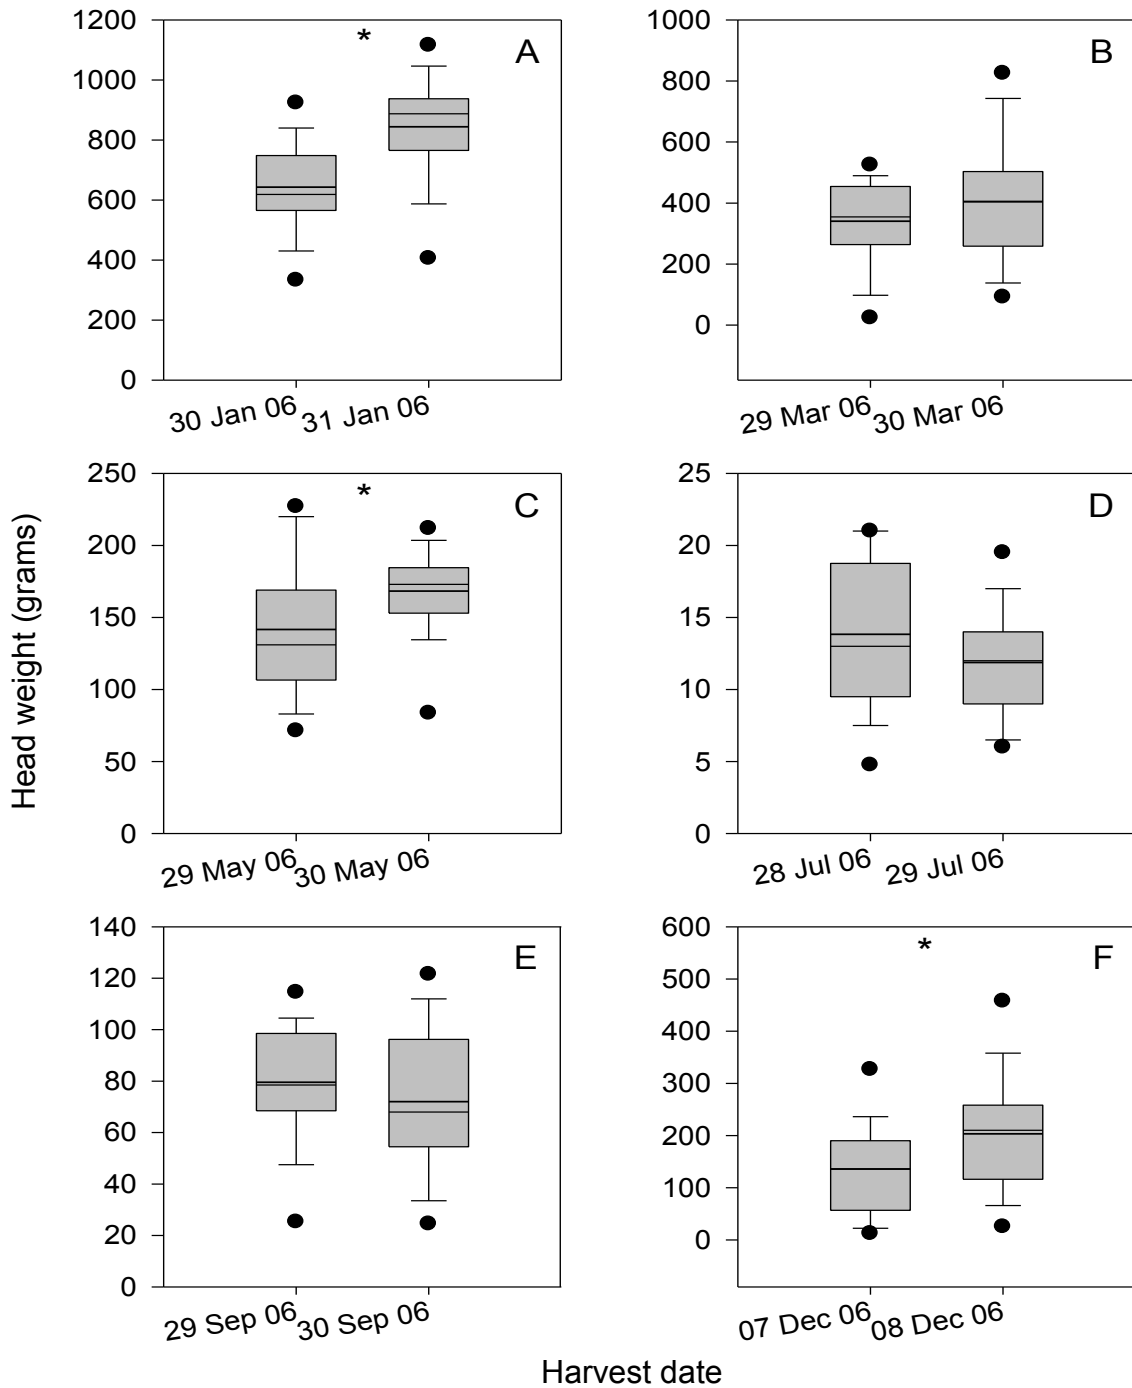 1200
1000
800
600
400
200
0
*
A
30 Jan 06
31 Jan 06
1000
800
600
400
200
0
B
29 Mar 06
30 Mar 06
250
200
150
100
50
0
*
C
29 May 06
30 May 06
25
20
15
10
5
0
D
28 Jul 06
29 Jul 06
140
120
100
80
60
40
20
0
E
29 Sep 06
30 Sep 06
600
500
400
300
200
100
0
*
F
07 Dec 06
08 Dec 06
Head weight (grams)
Harvest date